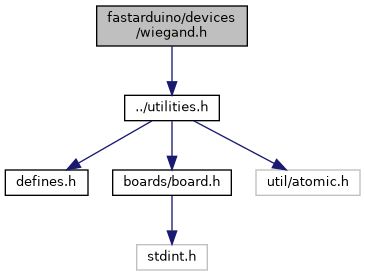 fastarduino/devices
/wiegand.h
../utilities.h
defines.h
boards/board.h
util/atomic.h
stdint.h